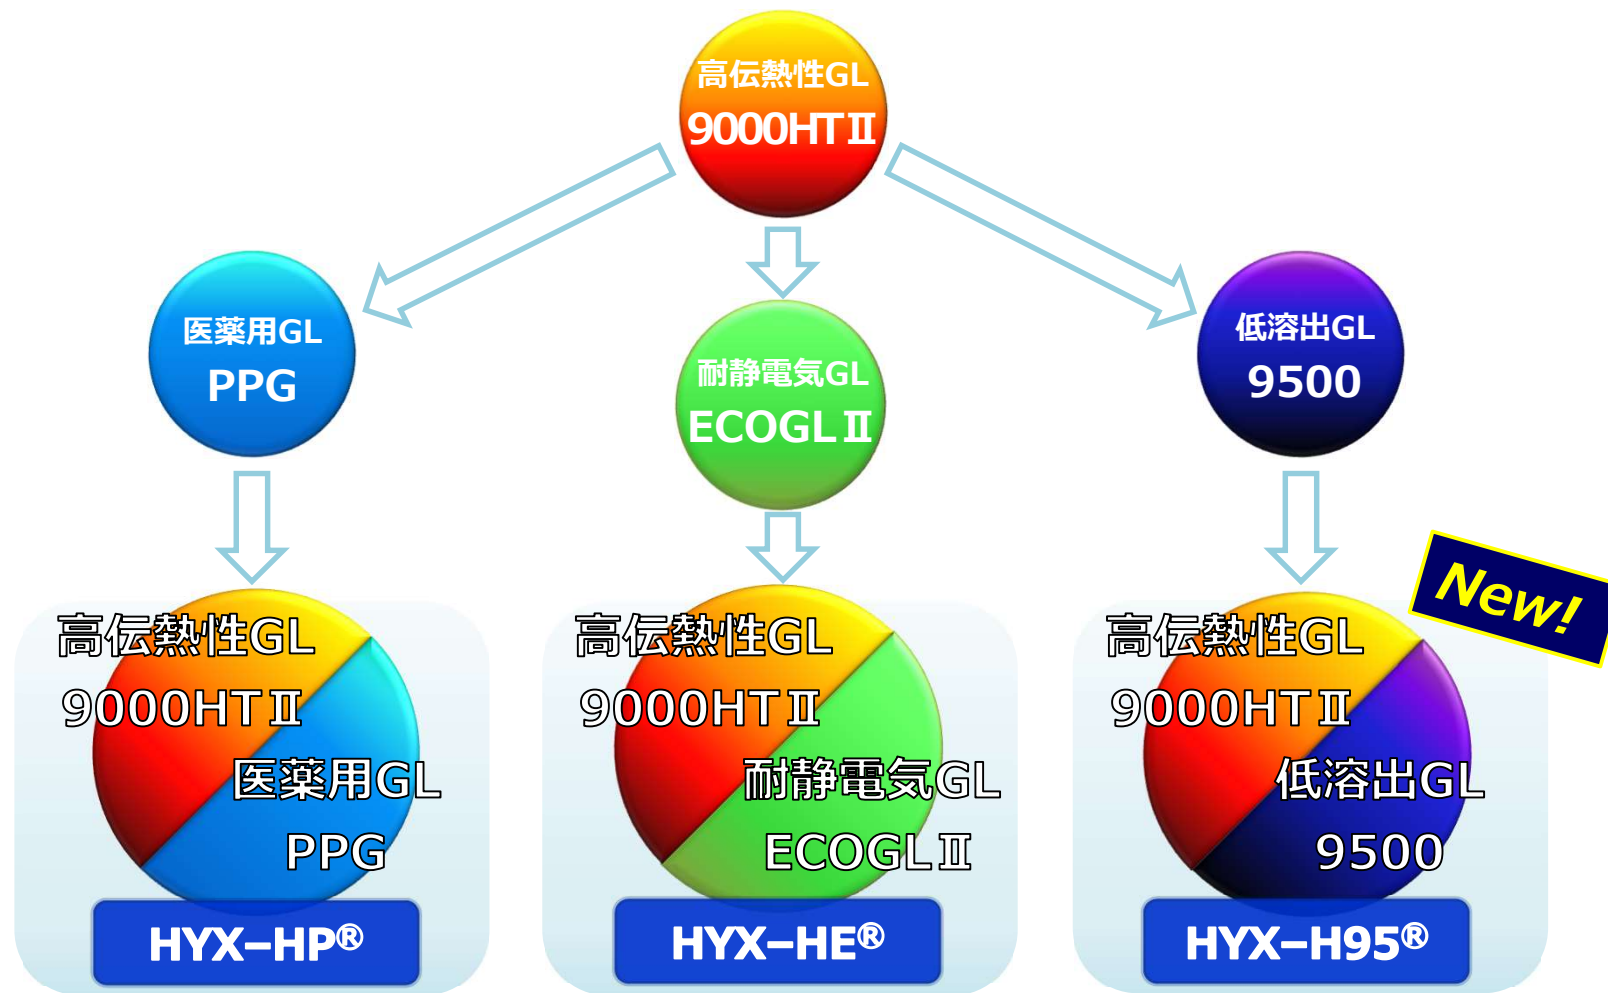 高伝熱性GL
9000HTⅡ
医薬用GL
PPG
耐静電気GL
ECOGLⅡ
低溶出GL
9500
New!
高伝熱性GL
9000HTⅡ
医薬用GL
PPG
HYX−HP®
高伝熱性GL
9000HTⅡ
耐静電気GL
ECOGLⅡ
HYX−HE®
高伝熱性GL
9000HTⅡ
低溶出GL
9500
HYX−H95®